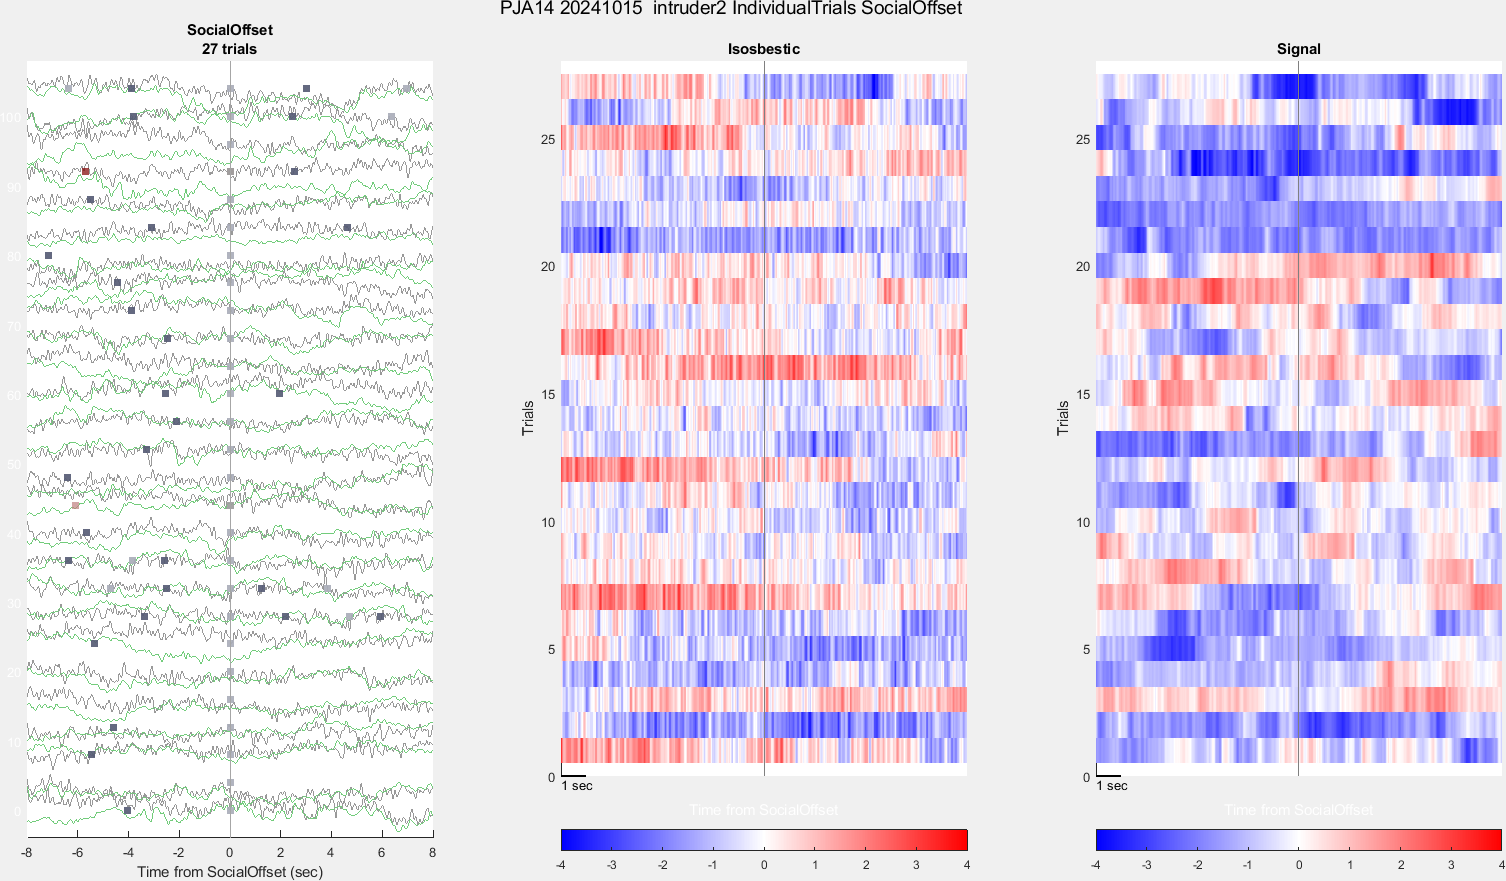 PJA14 20241015 intruder2 IndividualTrials SocialOffset
SocialOffset
27 trials
100
90
80
70
60
50
40
30
20
10
0
-8 -6 -4 -2 0 2 4 6 8
Time from SocialOffset (sec)
Isosbestic
Trials
25
20
15
10
5
0
1 sec
Time from SocialOffset
-4 -3 -2 -1 0 1 2 3 4
Signal
Trials
25
20
15
10
5
0
1 sec
Time from SocialOffset
-4 -3 -2 -1 0 1 2 3 4